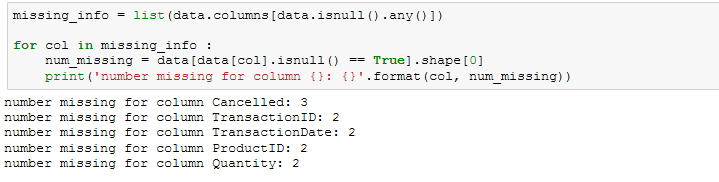 missing_info = list(data.columns[data.isnull().any()])
for col in missing_info :
num_missing = data[data[col].isnull() == True].shape[0]
print('number missing for column {}: {}'.format(col, num_missing))
number missing for column Cancelled: 3
number missing for column TransactionID: 2
number missing for column TransactionDate: 2
number missing for column ProductID: 2
number missing for column Quantity: 2